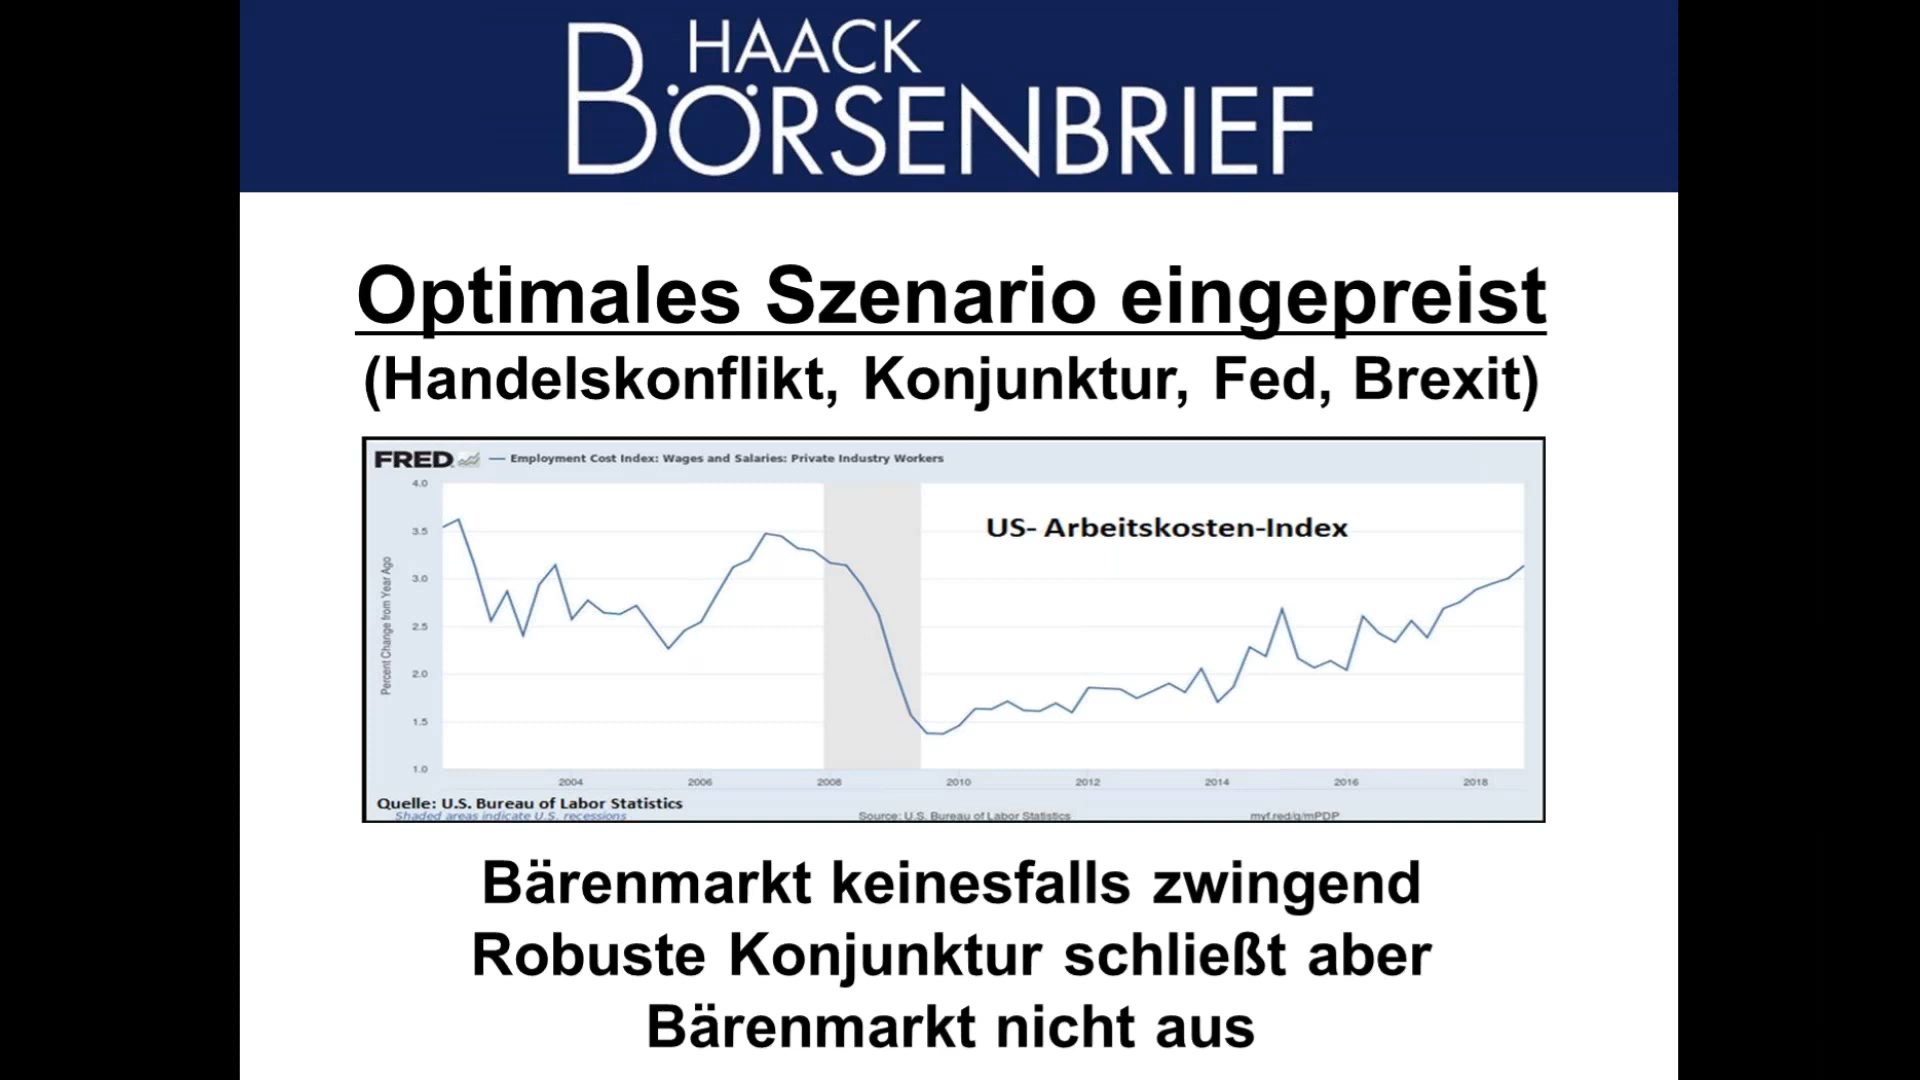 HAACK
BÖRSENBRIEF
Optimales Szenario eingepreist
(Handelskonflikt, Konjunktur, Fed, Brexit)
FRED — Employment Cost Index: Wages and Salaries: Private Industry Workers
US- Arbeitskosten-Index
Percent Change from Year Ago
4.0
3.5
3.0
2.5
2.0
1.5
1.0
2004 2006 2008 2010 2012 2014 2016 2018
Quelle: U.S. Bureau of Labor Statistics
Shaded areas indicate U.S. recessions Source: U.S. Bureau of Labor Statistics myf.red/g/mPDP
Bärenmarkt keinesfalls zwingend
Robuste Konjunktur schließt aber
Bärenmarkt nicht aus